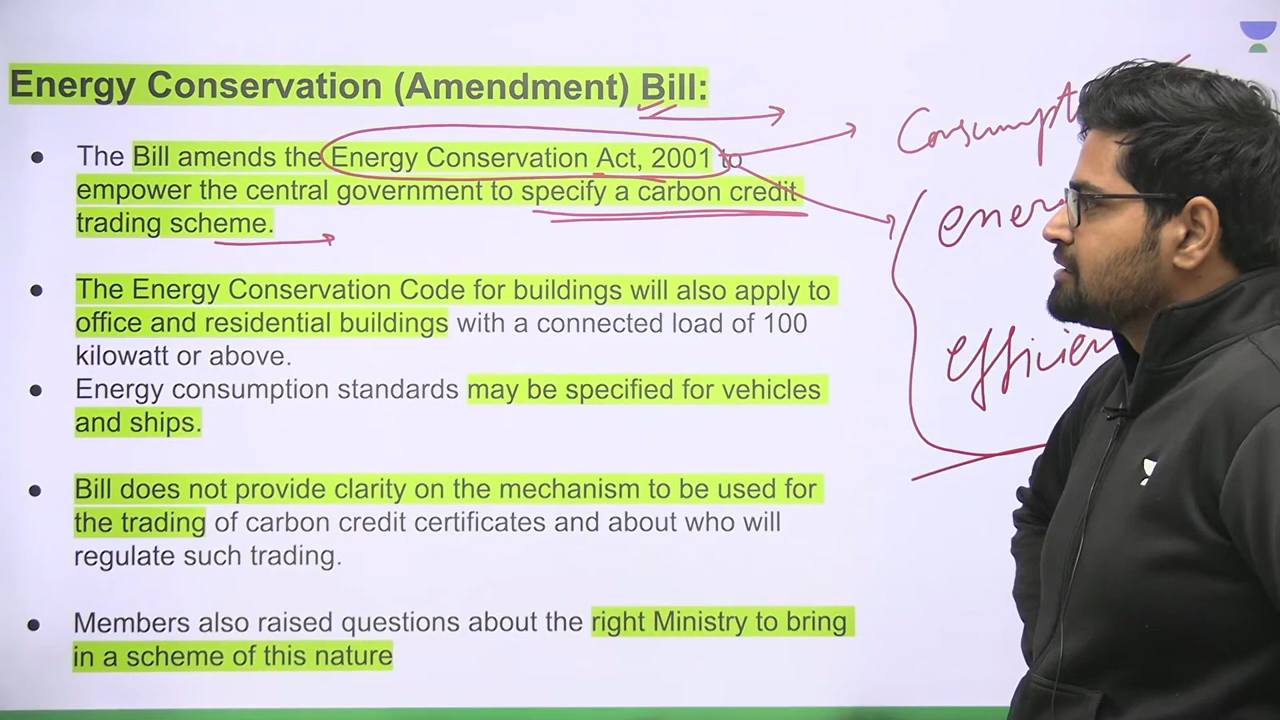 Energy Conservation (Amendment) Bill:
• The Bill amends the Energy Conservation Act, 2001 to
empower the central government to specify a carbon credit
trading scheme.
• The Energy Conservation Code for buildings will also apply to
office and residential buildings with a connected load of 100
kilowatt or above.
• Energy consumption standards may be specified for vehicles
and ships.
• Bill does not provide clarity on the mechanism to be used for
the trading of carbon credit certificates and about who will
regulate such trading.
• Members also raised questions about the right Ministry to bring
in a scheme of this nature